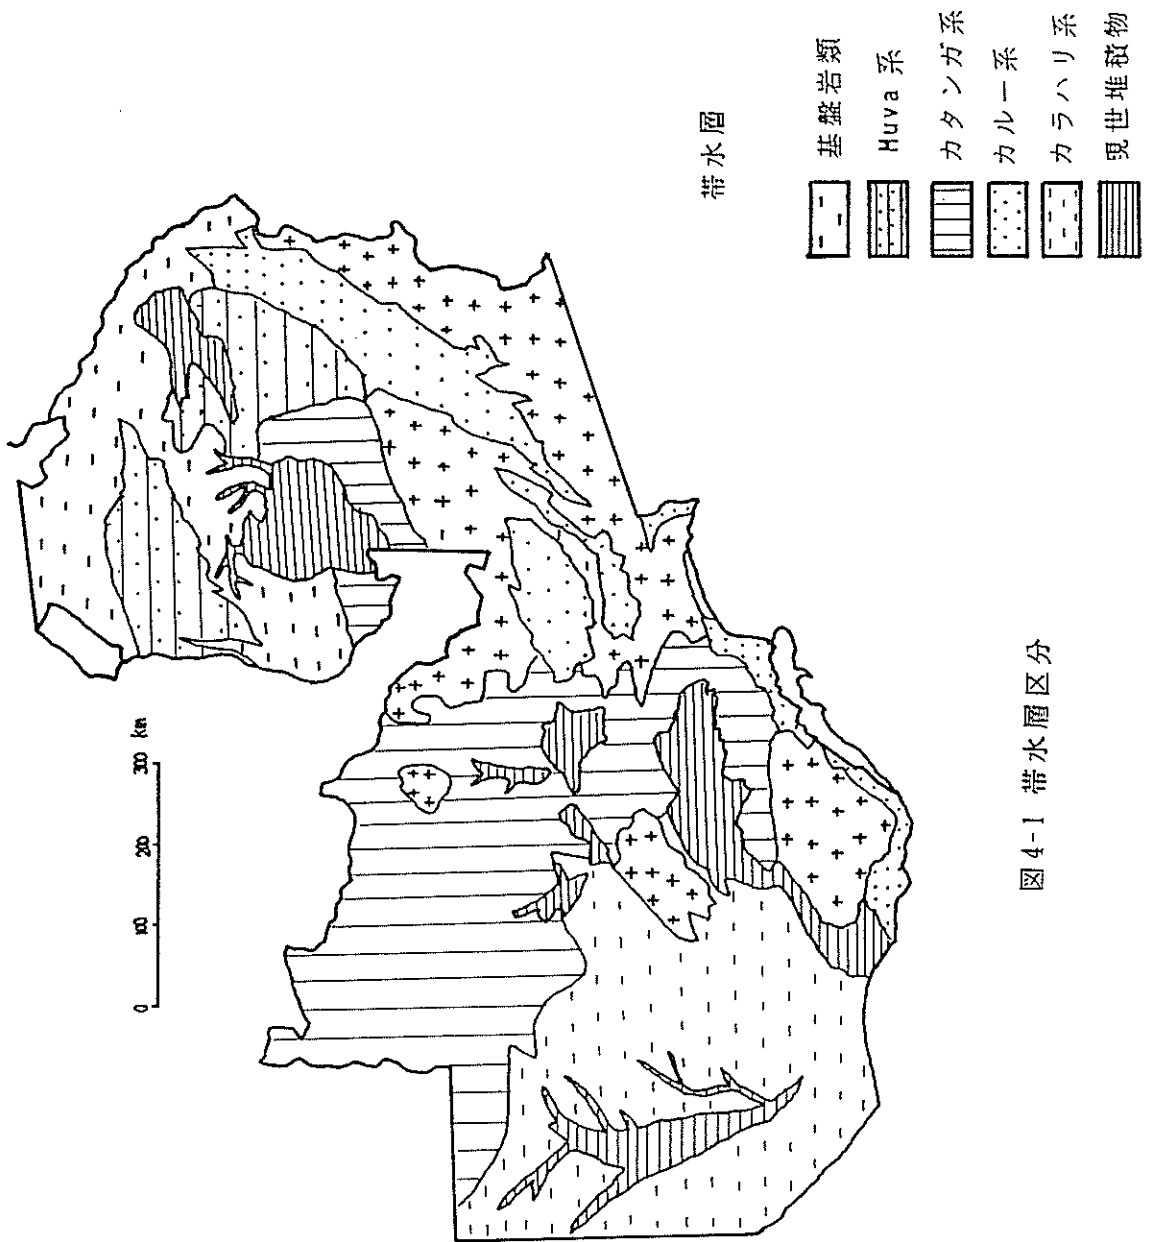 0 100 200 300 km
帯水層
基盤岩類
Muva 系
カタンガ系
カルー系
カラハリ系
現世堆積物
図4-1 帯水層区分